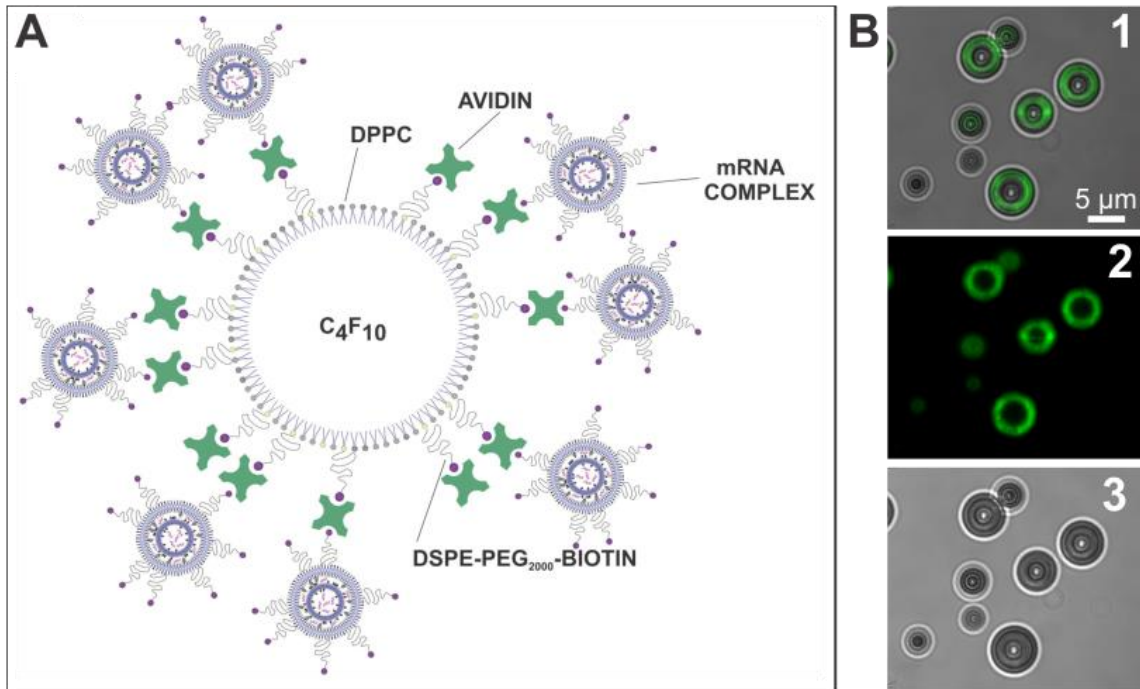 A
AVIDIN
DPPC
mRNA
COMPLEX
C4F10
DSPE-PEG2000-BIOTIN
B
1
5 µm
2
3